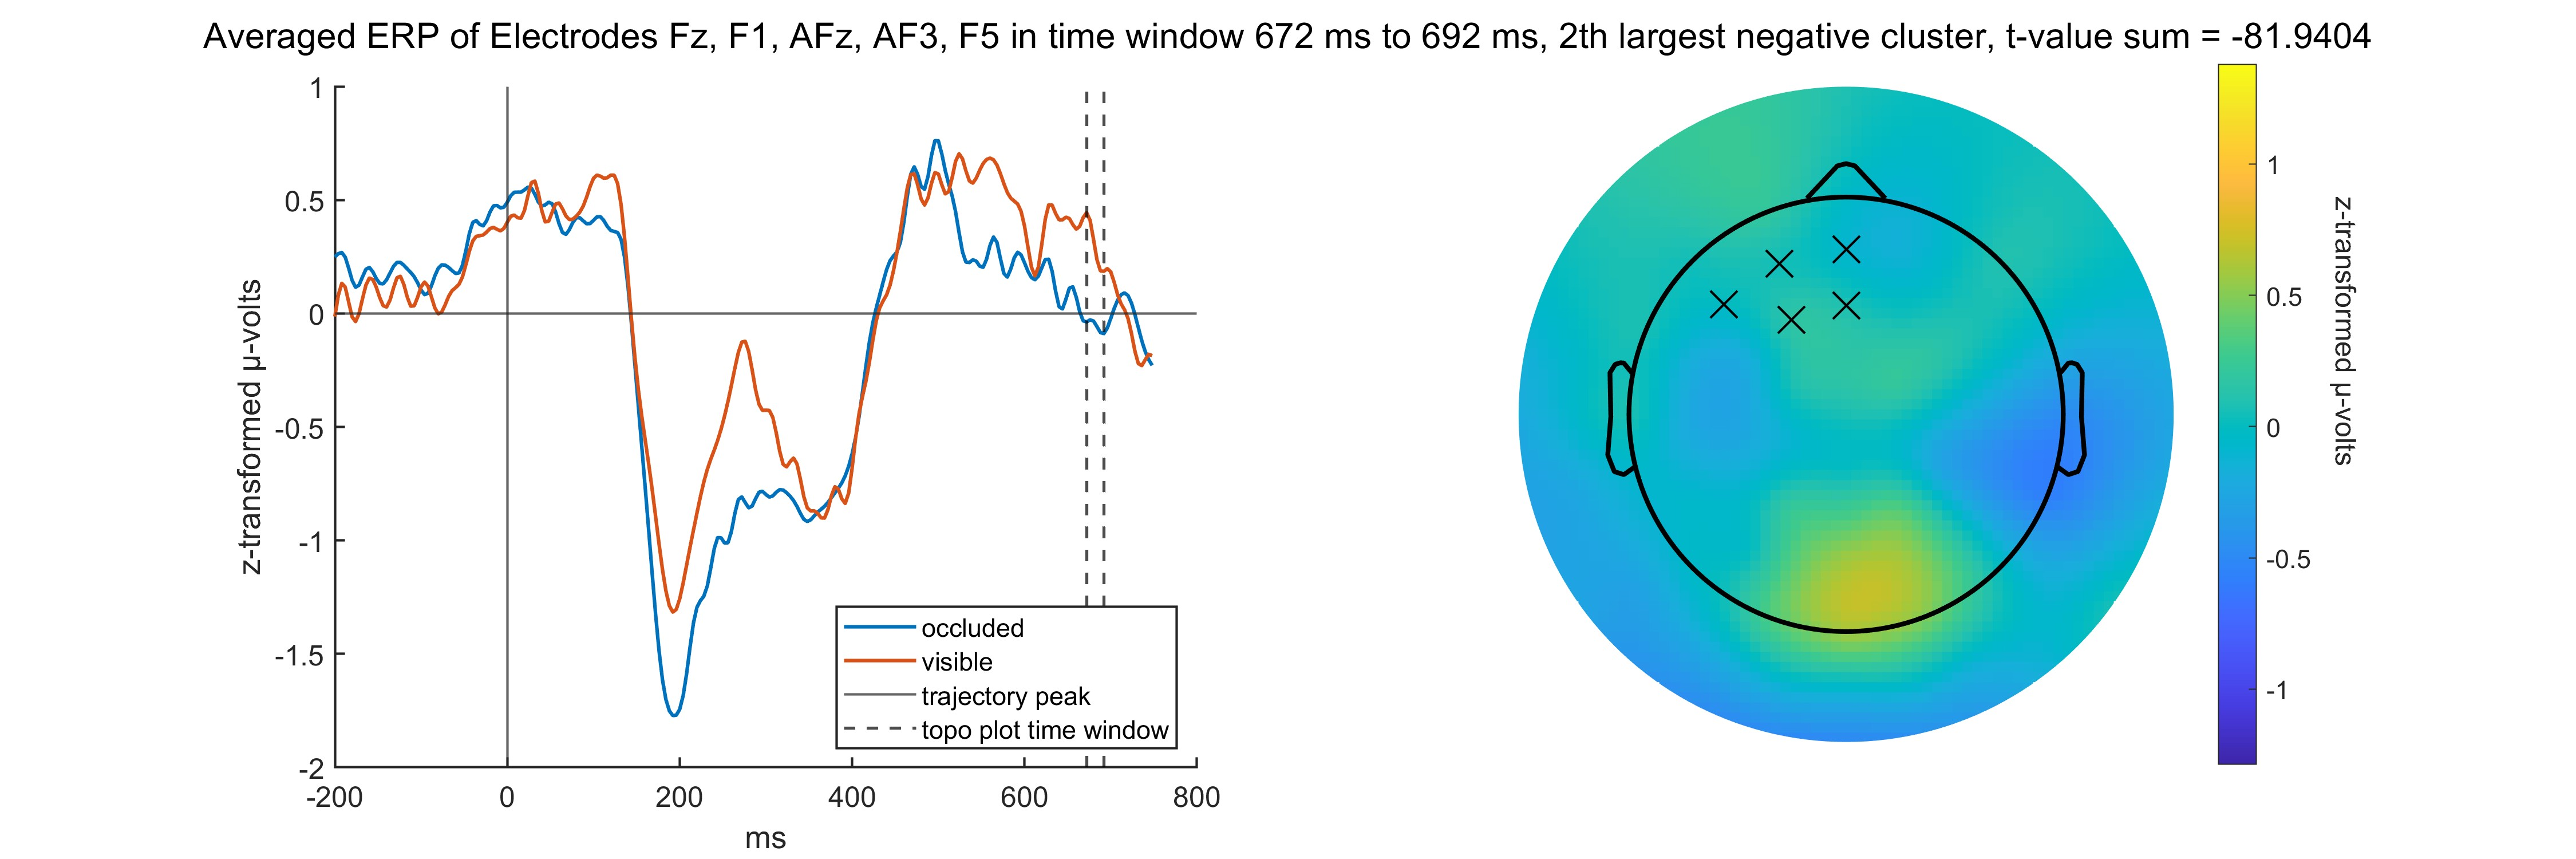 Averaged ERP of Electrodes Fz, F1, AFz, AF3, F5 in time window 672 ms to 692 ms, 2th largest negative cluster, t-value sum = -81.9404
1
0.5
0
-0.5
-1
-1.5
-2
z-transformed μ-volts
-200
0
200
400
600
800
ms
occluded
visible
trajectory peak
topo plot time window
1
0.5
0
-0.5
-1
z-transformed μ-volts